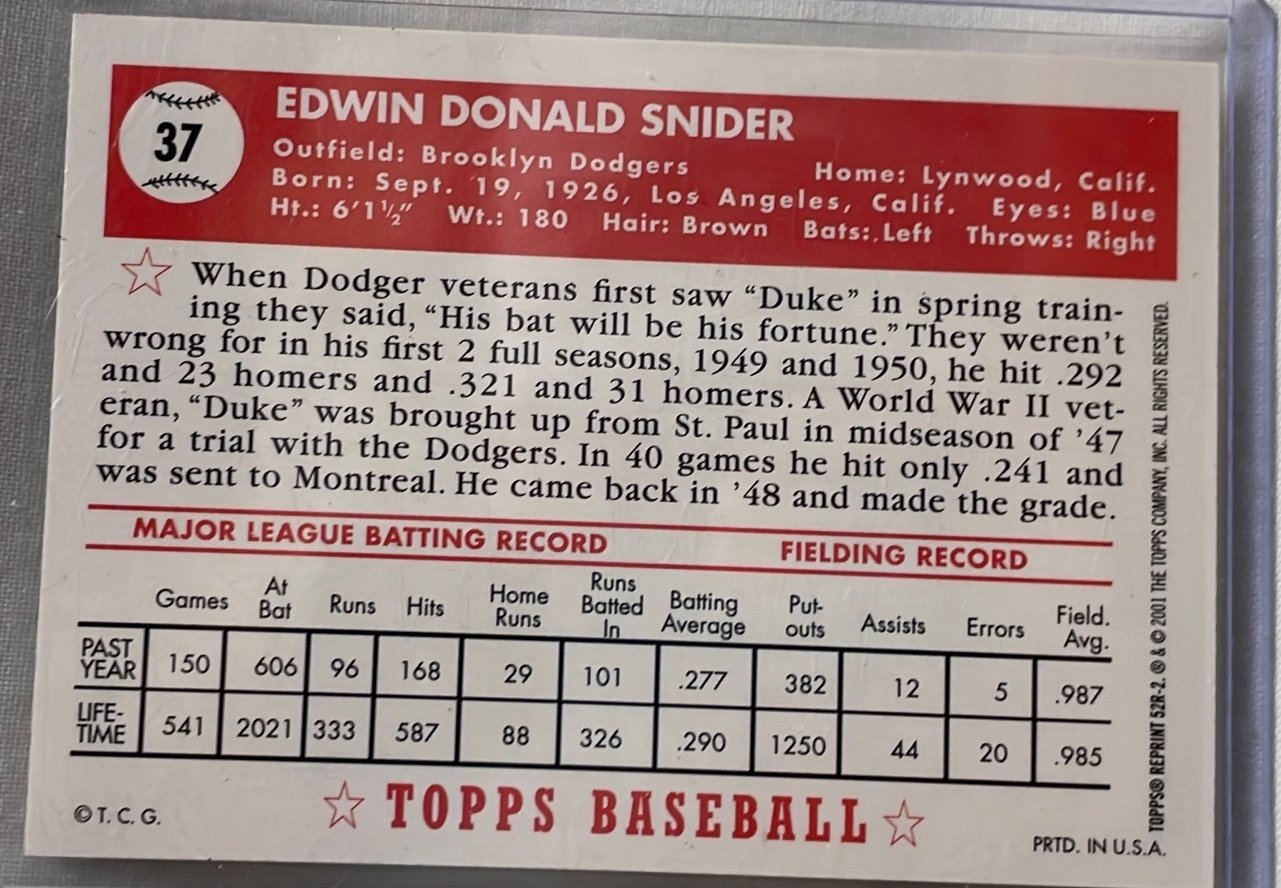 37
EDWIN DONALD SNIDER
Outfield: Brooklyn Dodgers Home: Lynwood, Calif.
Born: Sept. 19, 1926, Los Angeles, Calif. Eyes: Blue
Ht.: 6'1½" Wt.: 180 Hair: Brown Bats: Left Throws: Right
When Dodger veterans first saw “Duke” in spring train-
ing they said, “His bat will be his fortune.” They weren't
wrong for in his first 2 full seasons, 1949 and 1950, he hit .292
and 23 homers and .321 and 31 homers. A World War II vet-
eran, “Duke” was brought up from St. Paul in midseason of '47
for a trial with the Dodgers. In 40 games he hit only .241 and
was sent to Montreal. He came back in '48 and made the grade.
MAJOR LEAGUE BATTING RECORD FIELDING RECORD
Games At Bat Runs Hits Home Runs Runs Batted In Batting Average Put-outs Assists Errors Field. Avg.
PAST YEAR 150 606 96 168 29 101 .277 382 12 5 .987
LIFE-TIME 541 2021 333 587 88 326 .290 1250 44 20 .985
© T. C. G. TOPPS BASEBALL PRTD. IN U.S.A.
TOPPS® REPRINT 52R-2. ® & © 2001 THE TOPPS COMPANY, INC. ALL RIGHTS RESERVED.